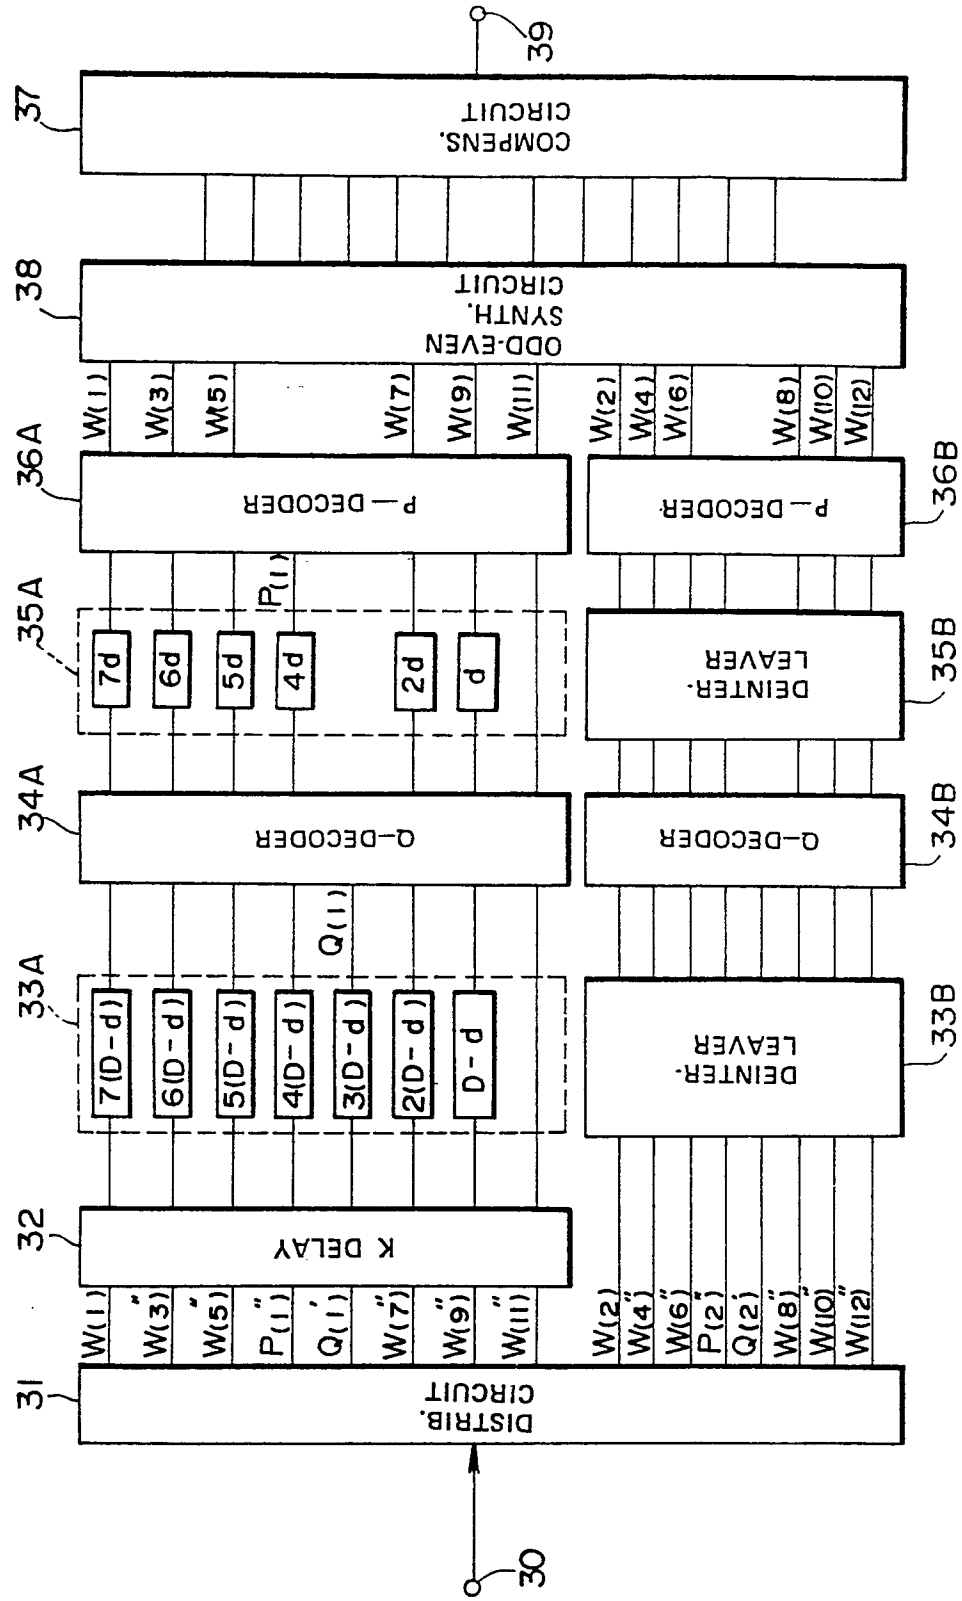 30
31
DISTRIB.
CIRCUIT
W(1)
W(3)"
W(5)"
P(1)"
Q(1)'
W(7)"
W(9)"
W(11)"
W(2)
W(4)"
W(6)"
P(2)"
Q(2)'
W(8)"
W(10)"
W(12)"
32
K DELAY
33A
7(D-d)
6(D-d)
5(D-d)
4(D-d)
3(D-d)
2(D-d)
D-d
DEINTER-
LEAVER
33B
Q(1)
34A
Q-DECODER
Q-DECODER
34B
35A
7d
6d
5d
4d
2d
d
DEINTER-
LEAVER
35B
P(1)
36A
P-DECODER
P-DECODER
36B
W(1)
W(3)
W(5)
W(7)
W(9)
W(11)
W(2)
W(4)
W(6)
W(8)
W(10)
W(12)
38
ODD-EVEN
SYNTH.
CIRCUIT
37
COMPENS.
CIRCUIT
39